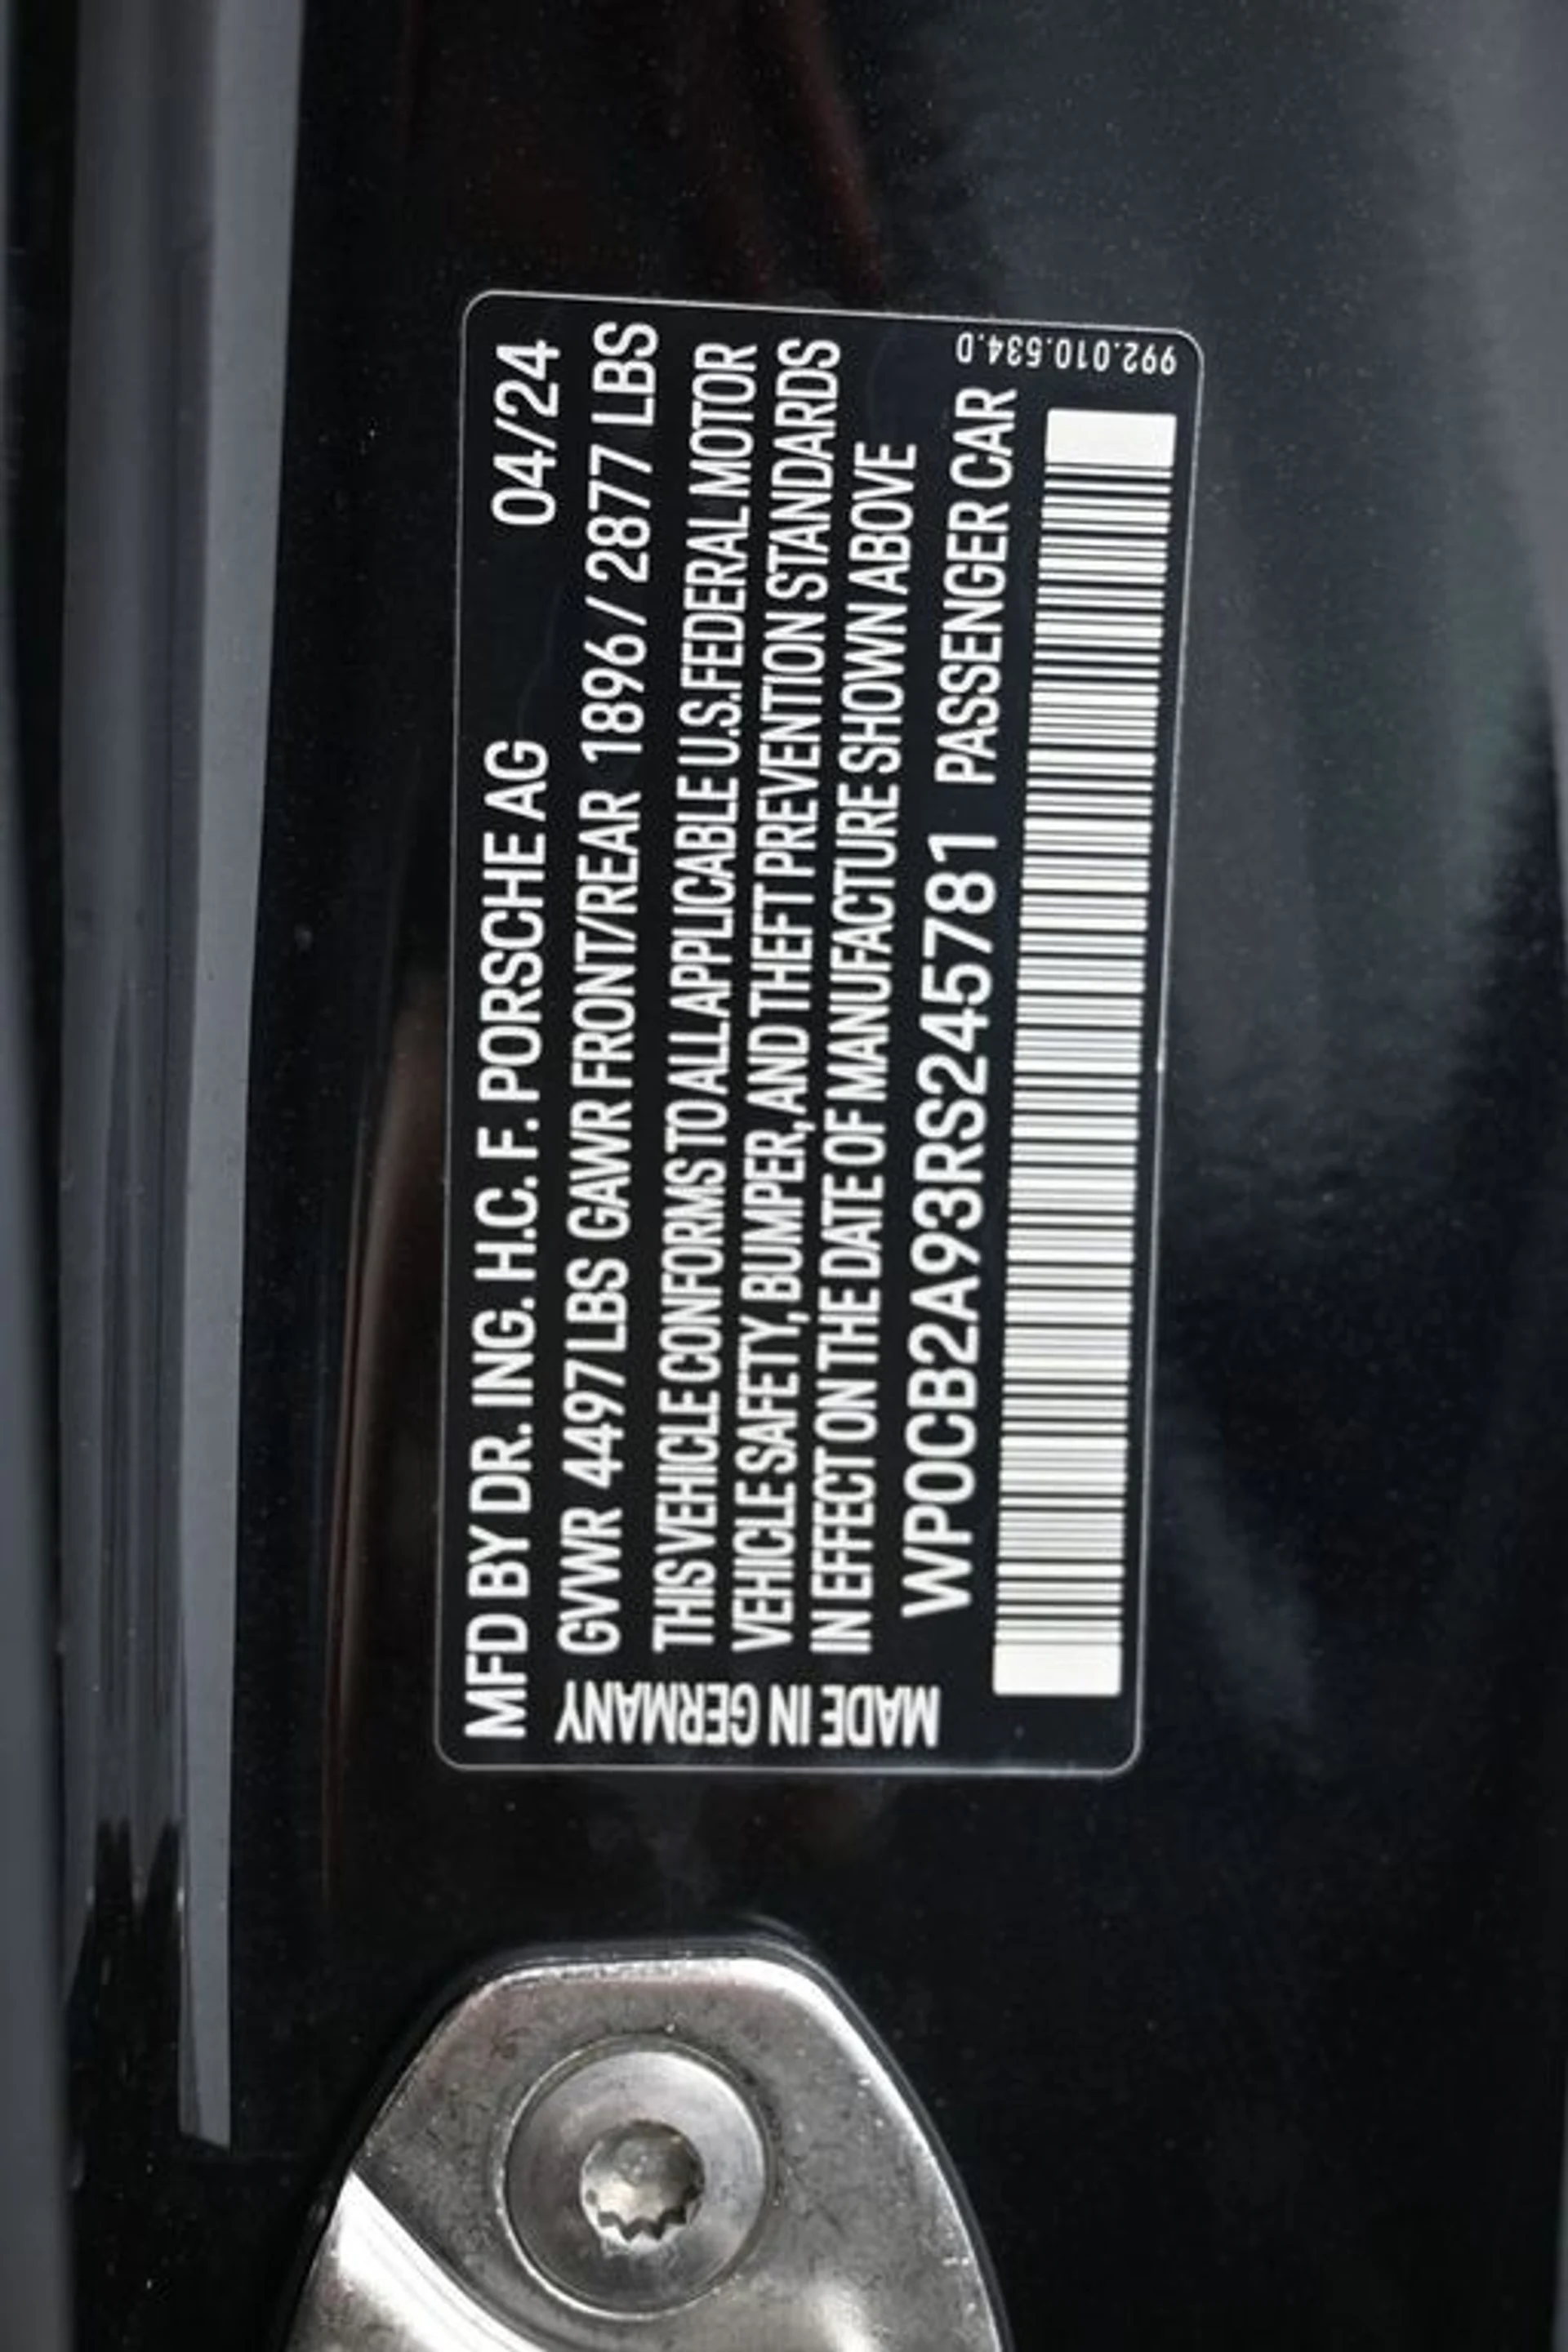 MFD BY DR. ING. H.C. F. PORSCHE AG 04/24
GVWR 4497 LBS GAWR FRONT/REAR 1896 / 2877 LBS
THIS VEHICLE CONFORMS TO ALL APPLICABLE U.S. FEDERAL MOTOR
VEHICLE SAFETY, BUMPER, AND THEFT PREVENTION STANDARDS
IN EFFECT ON THE DATE OF MANUFACTURE SHOWN ABOVE
WP0CB2A93RS245781 PASSENGER CAR
MADE IN GERMANY
992.010.534.D